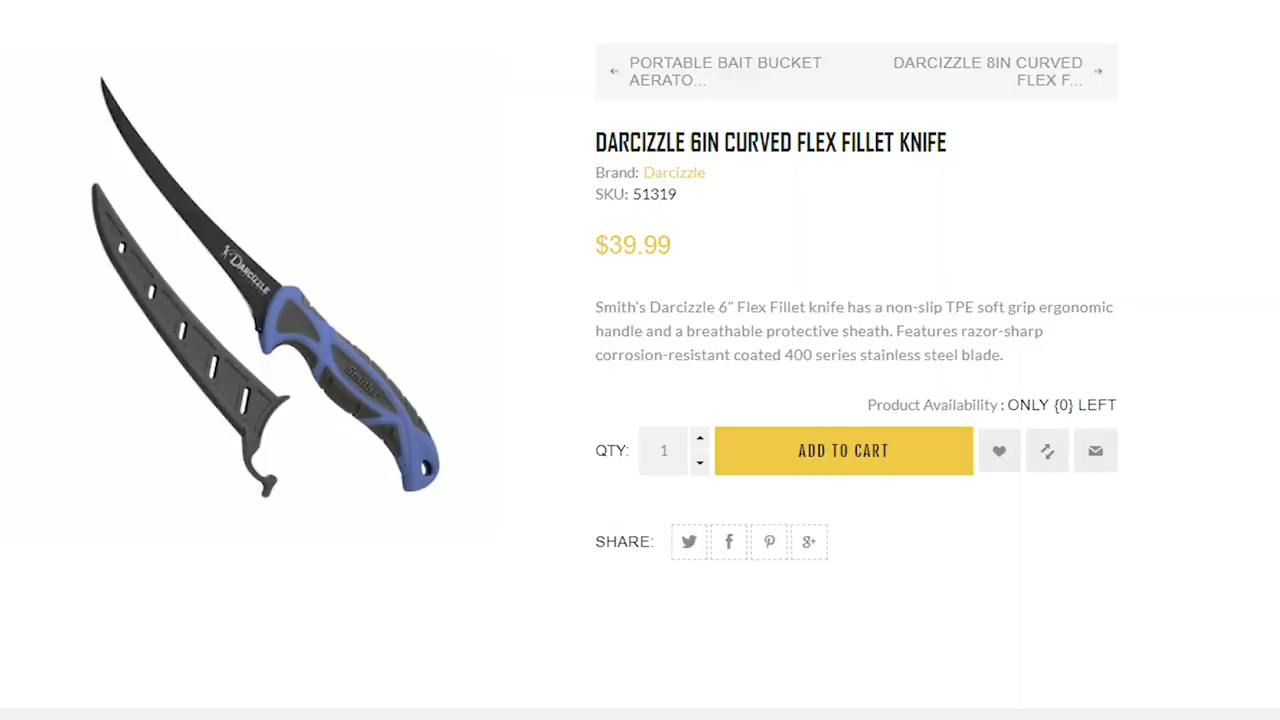 PORTABLE BAIT BUCKET
AERATO...
DARCIZZLE 8IN CURVED
FLEX F...
DARCIZZLE 6IN CURVED FLEX FILLET KNIFE
Brand: Darcizzle
SKU: 51319
$39.99
Smith's Darcizzle 6" Flex Fillet knife has a non-slip TPE soft grip ergonomic
handle and a breathable protective sheath. Features razor-sharp
corrosion-resistant coated 400 series stainless steel blade.
Product Availability : ONLY {0} LEFT
QTY: 1
ADD TO CART
SHARE:
DARCIZZLE
Smith's